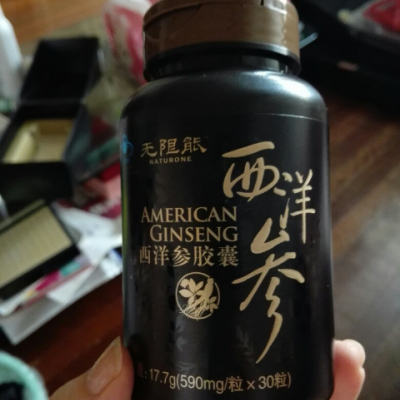 无阻能
NATURONE
西洋参
AMERICAN
GINSENG
西洋参胶囊
: 17.7g(590mg/粒 × 30粒)